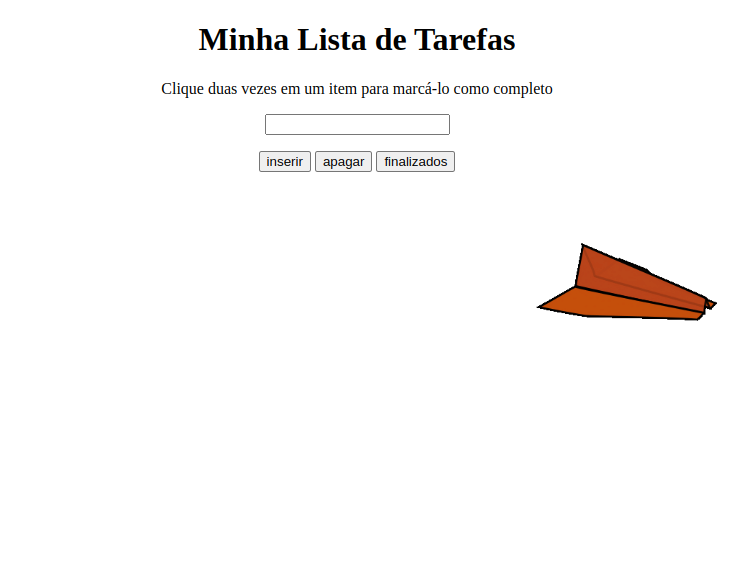 Minha Lista de Tarefas
Clique duas vezes em um item para marcá-lo como completo
inserir apagar finalizados